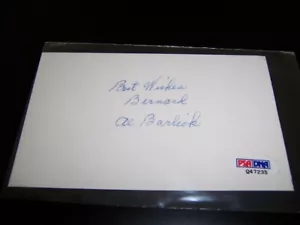 Best Wishes
Bernard
Al Barlick
PSA DNA
Q47235